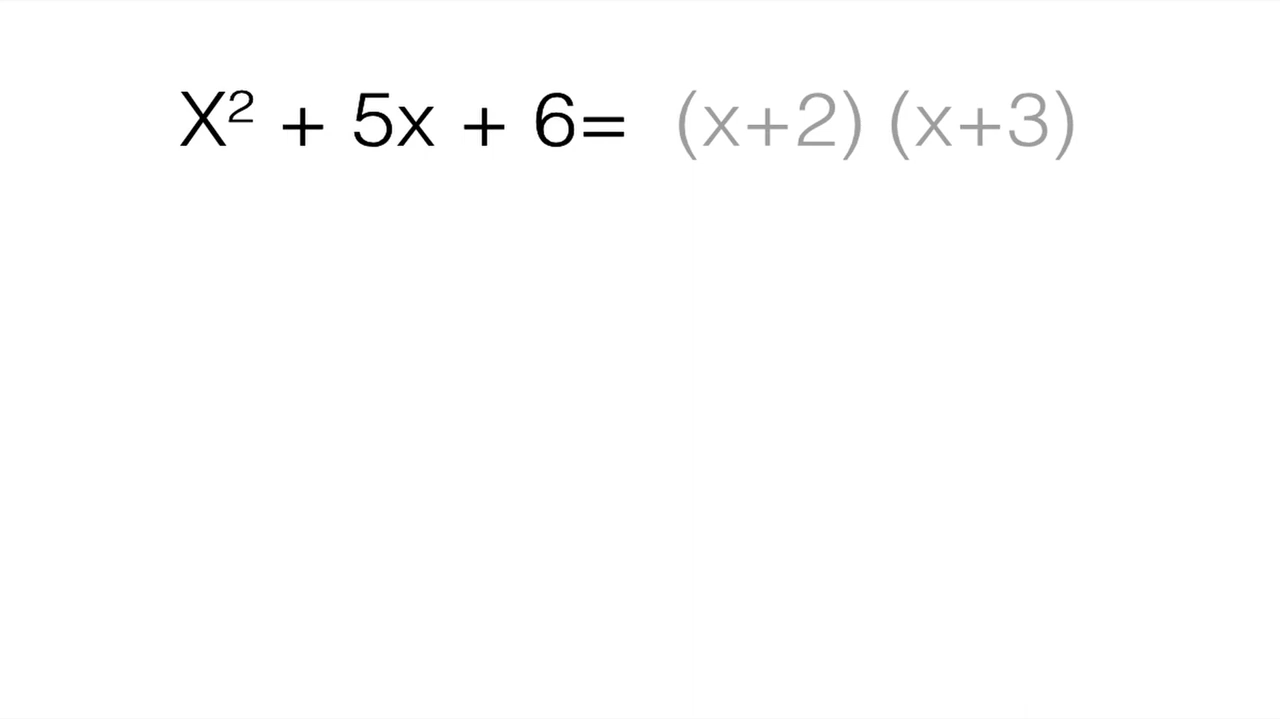 X² + 5x + 6= (x+2) (x+3)